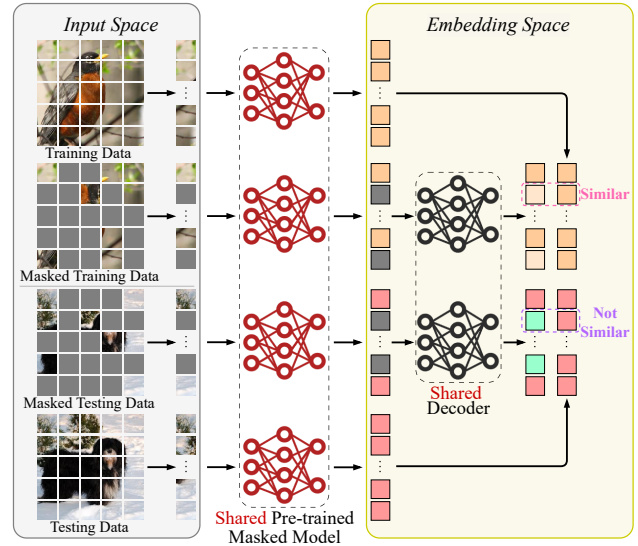 Input Space
Embedding Space
Training Data
Similar
Masked Training Data
Not
Similar
Masked Testing Data
Shared
Decoder
Testing Data
Shared Pre-trained
Masked Model